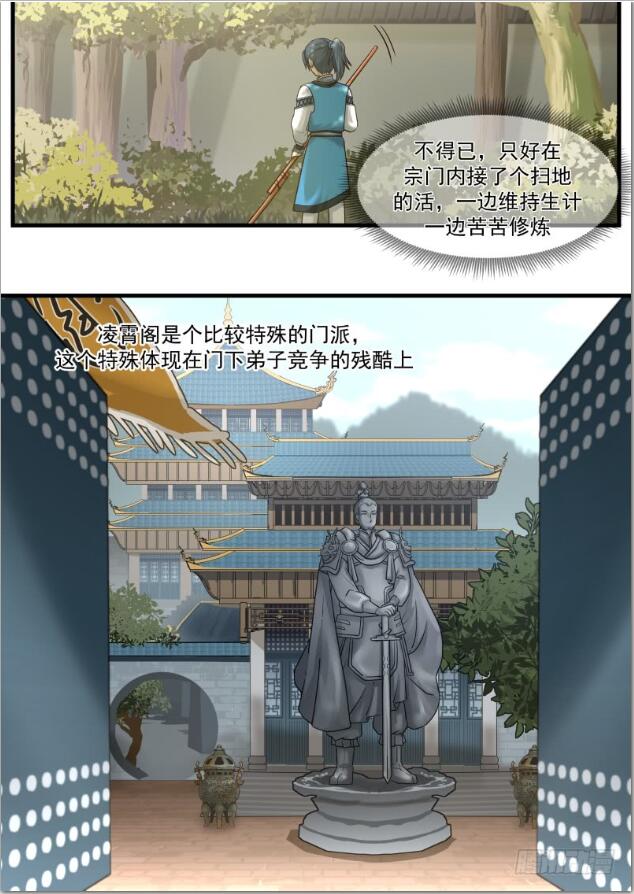 不得已，只好在
宗门内接了个扫地
的活，一边维持生计
一边苦苦修炼
凌霄阁是个比较特殊的门派，
这个特殊体现在门下弟子竞争的残酷上